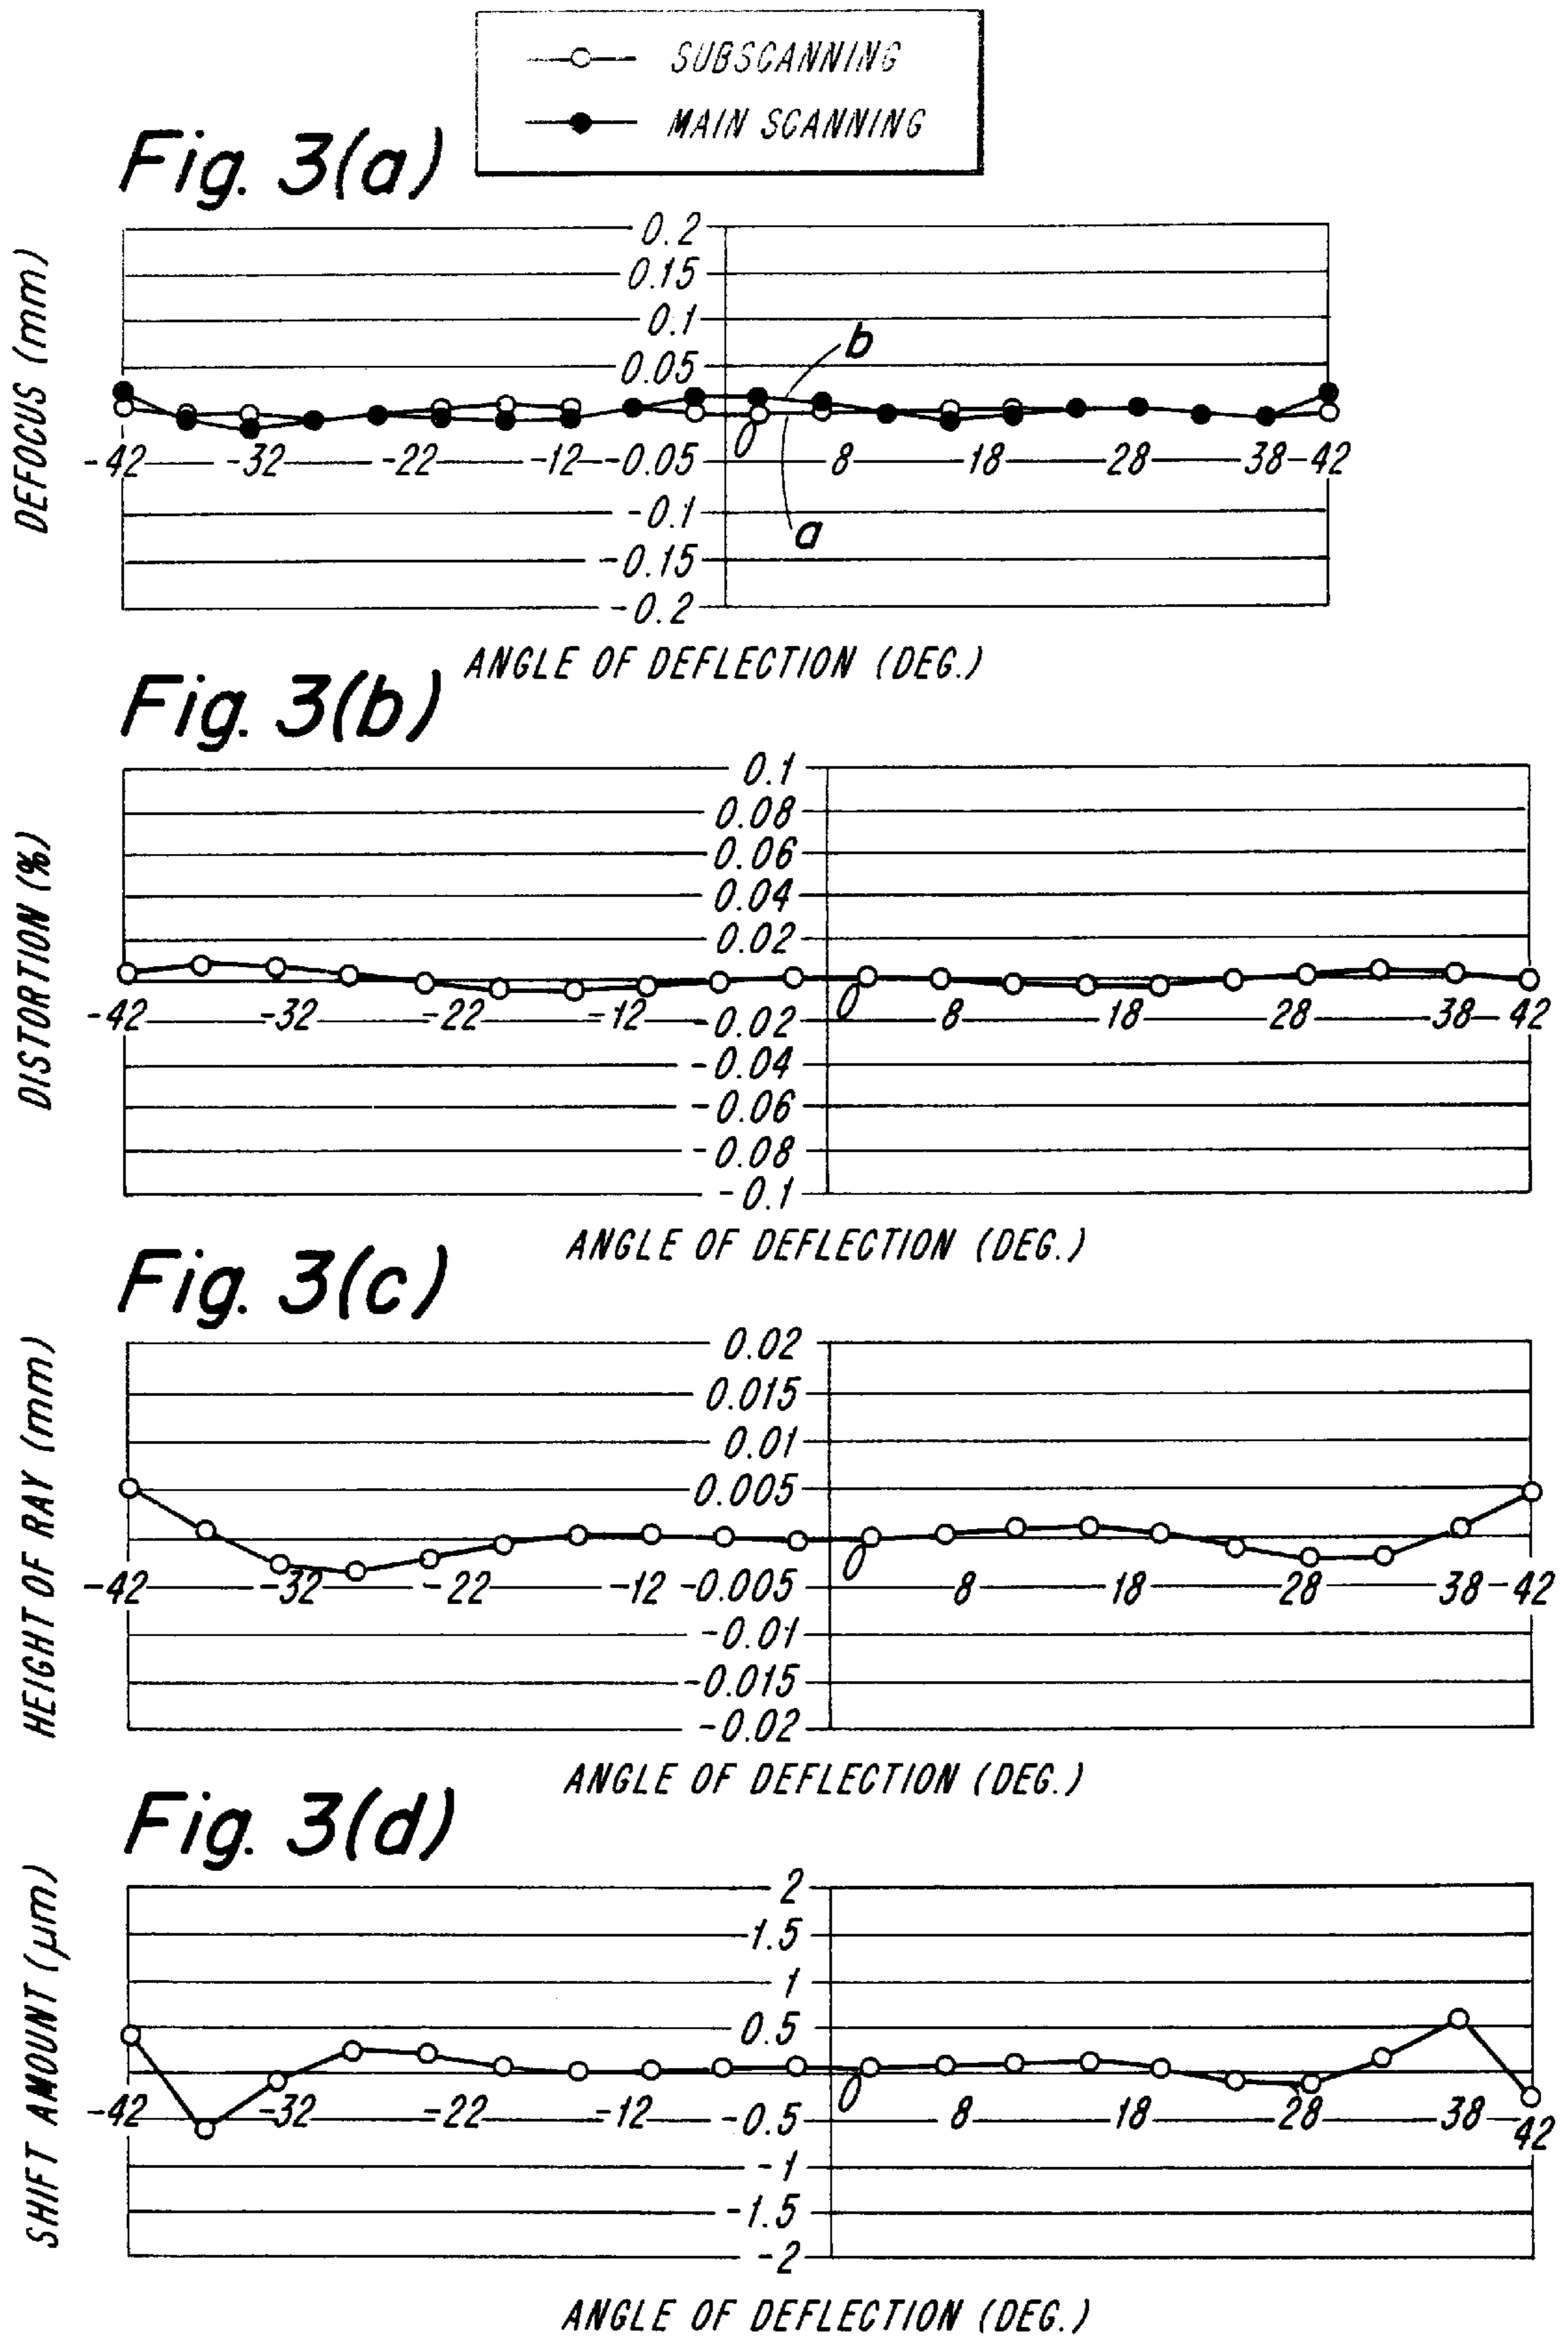 SUBSCANNING
MAIN SCANNING
Fig. 3(a)
DEFOCUS (mm)
0.2
0.15
0.1
0.05
b
0
-42 -32 -22 -12 -0.05 8 18 28 38 42
-0.1
a
-0.15
-0.2
ANGLE OF DEFLECTION (DEG.)
Fig. 3(b)
DISTORTION (%)
0.1
0.08
0.06
0.04
0.02
-42 -32 -22 -12 -0.02 0 8 18 28 38 42
-0.04
-0.06
-0.08
-0.1
ANGLE OF DEFLECTION (DEG.)
Fig. 3(c)
HEIGHT OF RAY (mm)
0.02
0.015
0.01
0.005
0
-42 -32 -22 -12 -0.005 8 18 28 38 42
-0.01
-0.015
-0.02
ANGLE OF DEFLECTION (DEG.)
Fig. 3(d)
SHIFT AMOUNT (μm)
2
1.5
1
0.5
0
-42 -32 -22 -12 -0.5 8 18 28 38 42
-1
-1.5
-2
ANGLE OF DEFLECTION (DEG.)